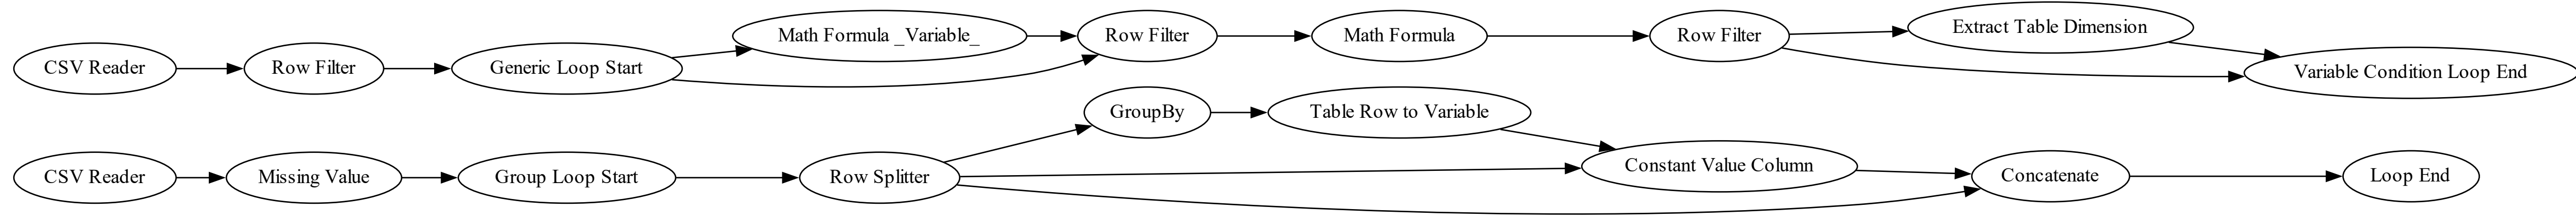 CSV Reader
Row Filter
Generic Loop Start
Math Formula _Variable_
Row Filter
Math Formula
Row Filter
Extract Table Dimension
Variable Condition Loop End
CSV Reader
Missing Value
Group Loop Start
Row Splitter
GroupBy
Table Row to Variable
Constant Value Column
Concatenate
Loop End